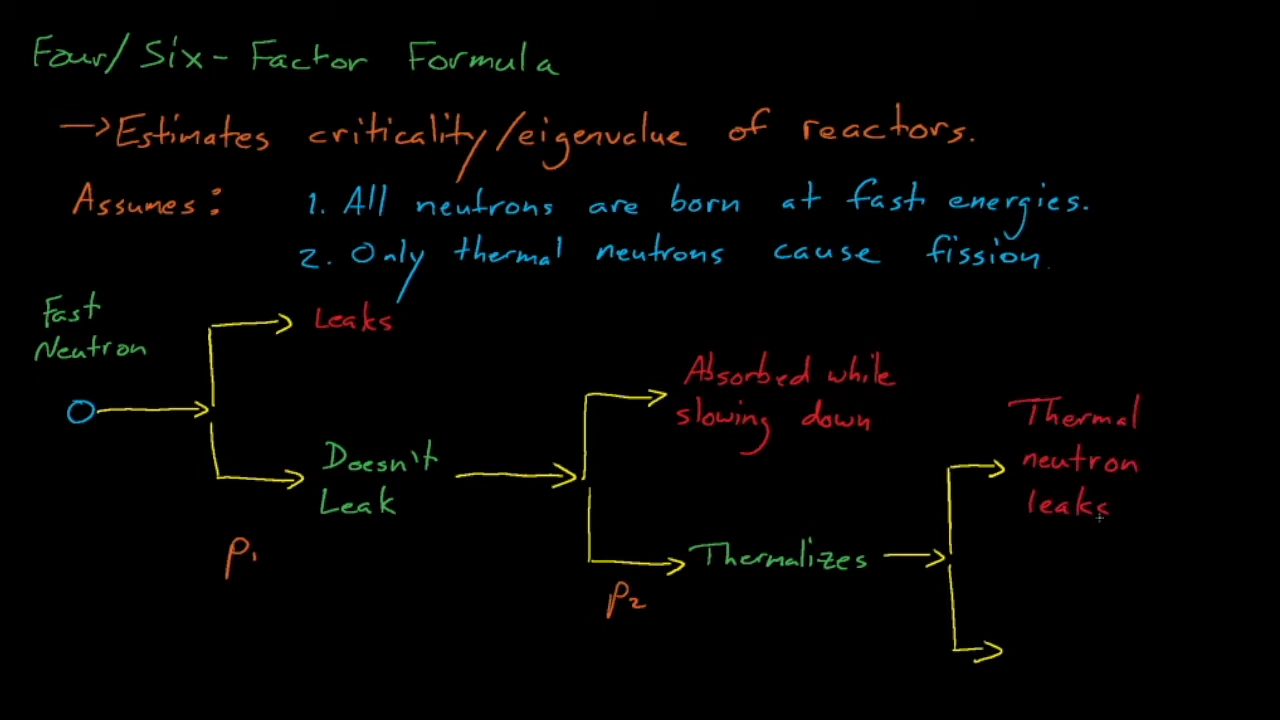 Four/Six-Factor Formula
→Estimates criticality/eigenvalue of reactors.
Assumes: 1. All neutrons are born at fast energies.
2. Only thermal neutrons cause fission.
Fast
Neutron
Leaks
Doesn't
Leak
P1
Absorbed while
slowing down
Thermalizes
P2
Thermal
neutron
leaks